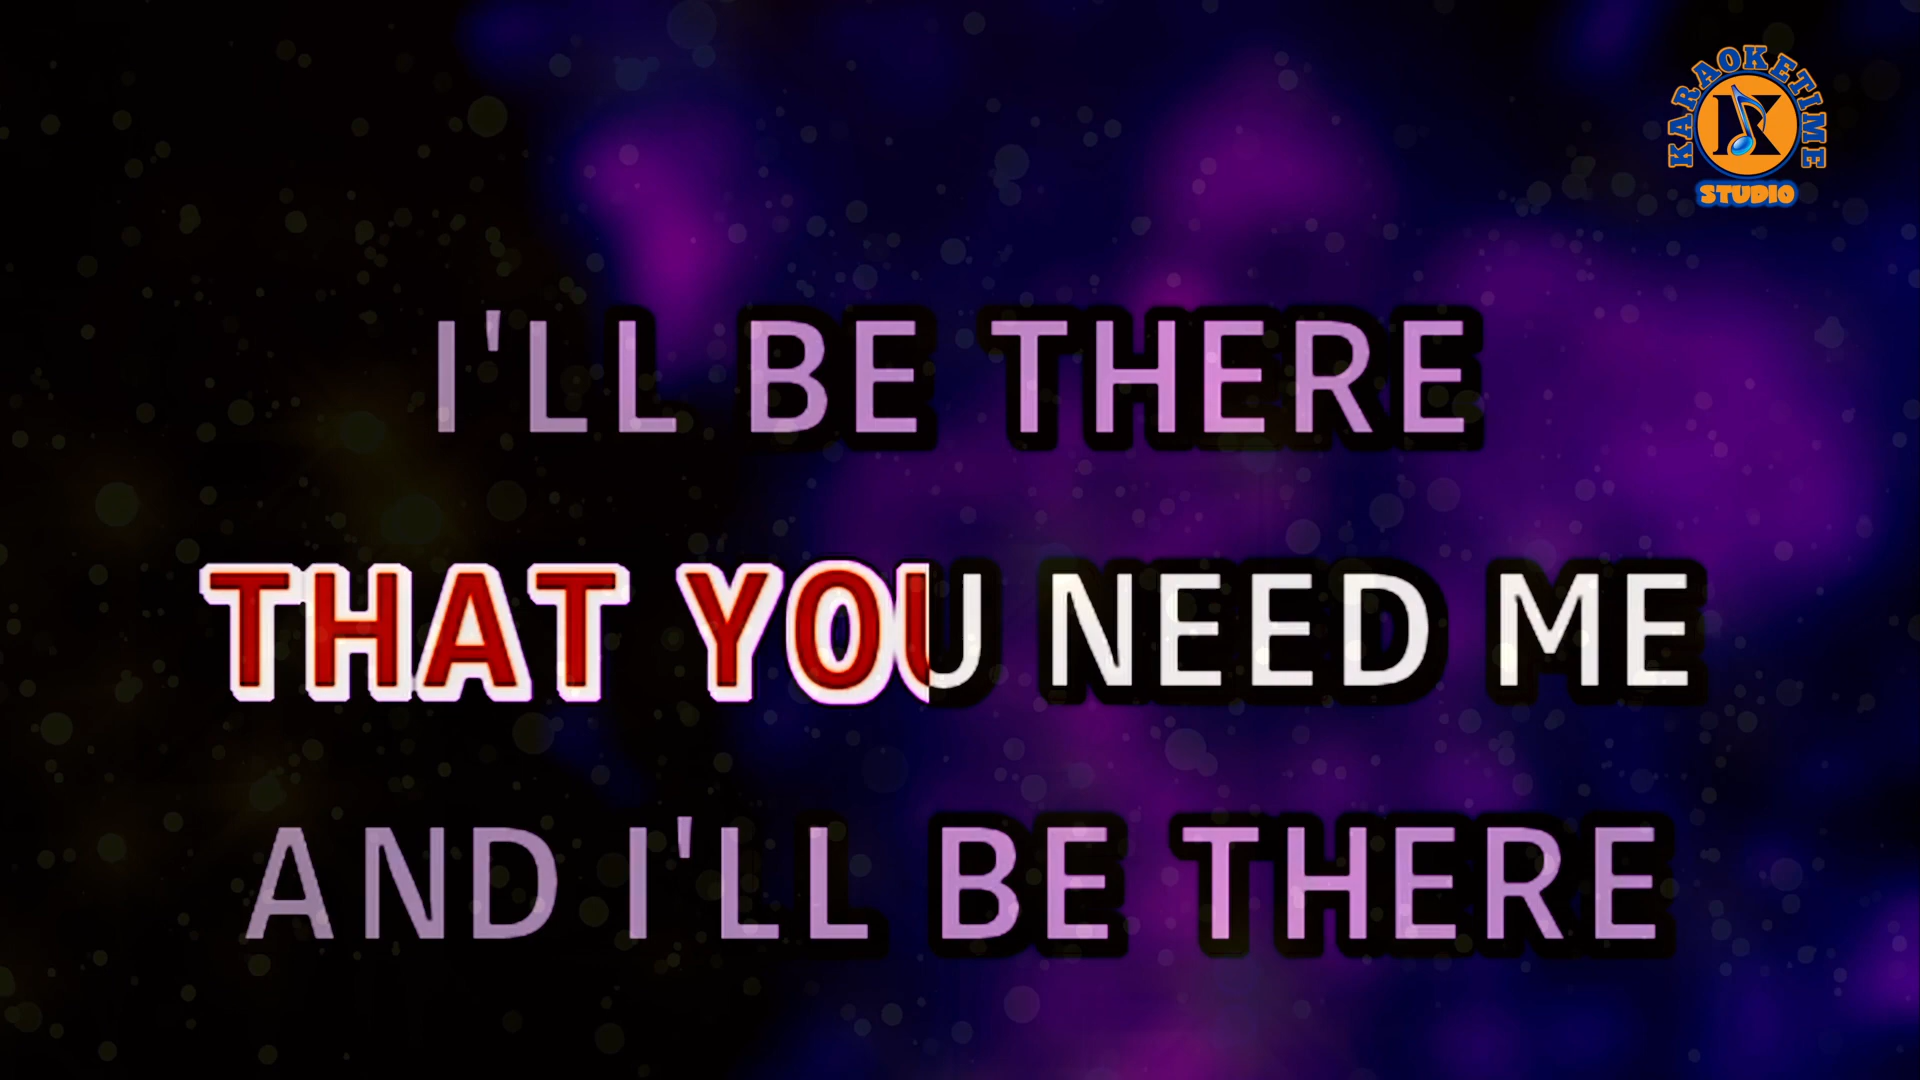 KARAOKETIME
STUDIO
I'LL BE THERE
THAT YOU NEED ME
AND I'LL BE THERE